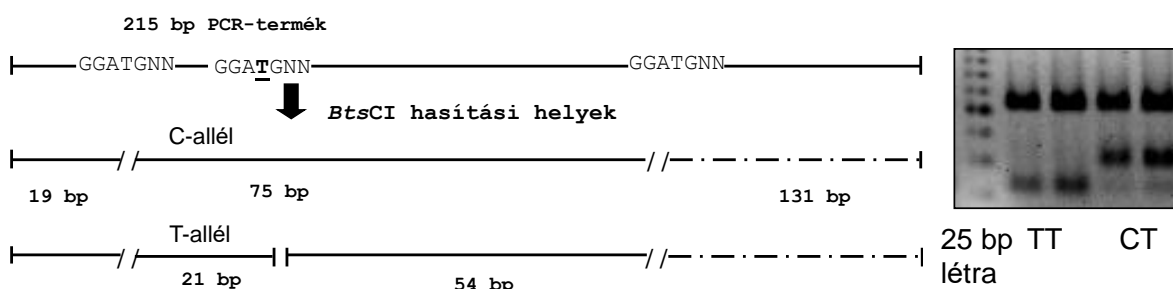 215 bp PCR-termék
GGATGNN GGATGNN GGATGNN
BtsCI hasítási helyek
C-allél
19 bp 75 bp 131 bp
T-allél
21 bp 54 bp
25 bp TT CT
létra